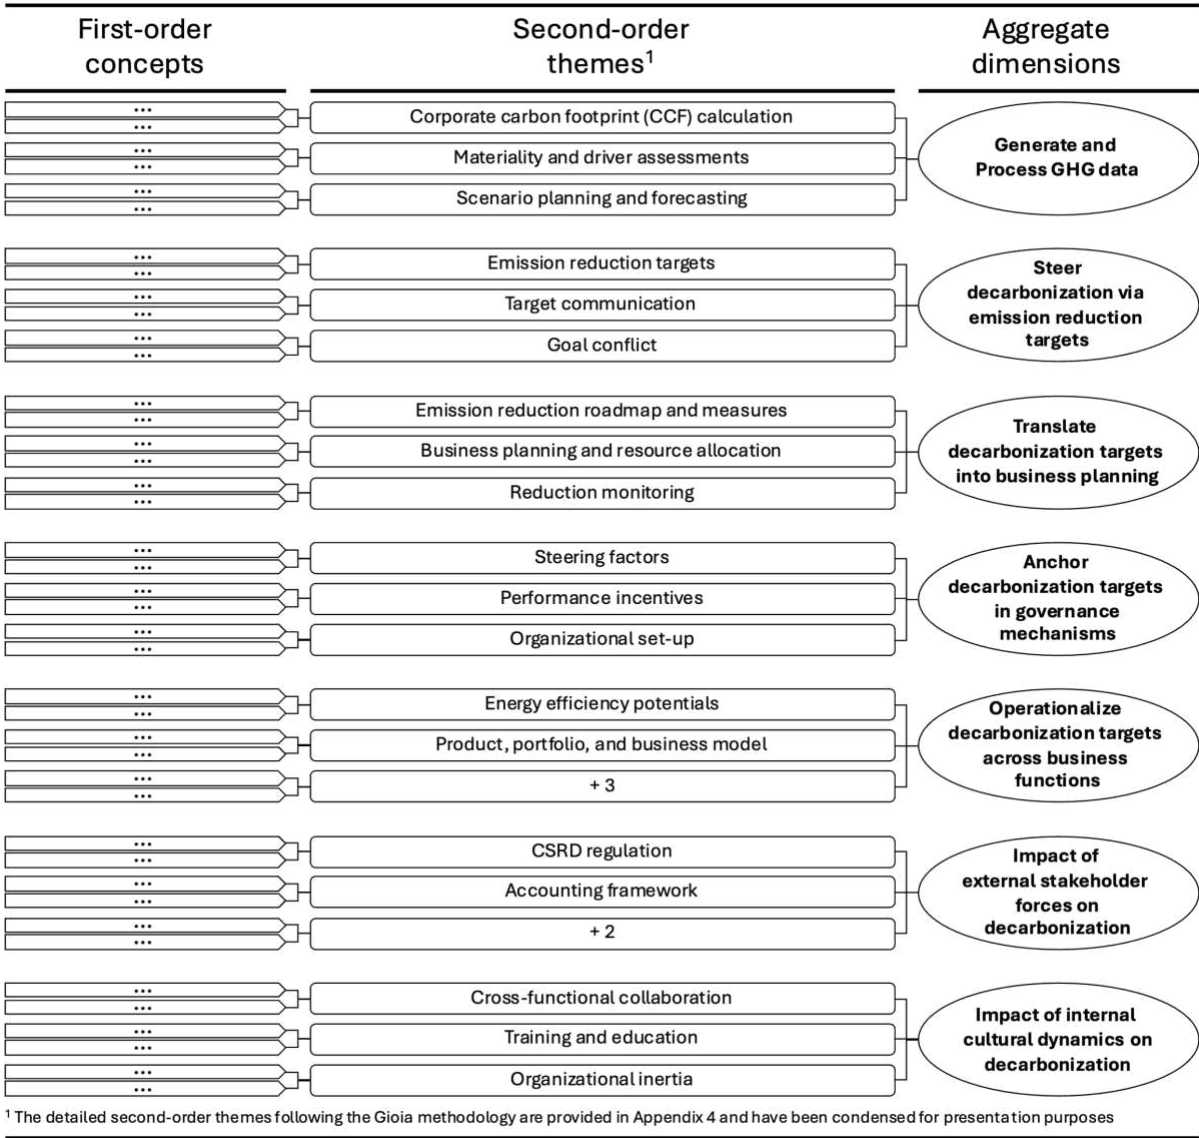 First-order
concepts
Second-order
themes¹
Aggregate
dimensions
...
...
Corporate carbon footprint (CCF) calculation
...
...
Materiality and driver assessments
...
...
Scenario planning and forecasting
Generate and
Process GHG data
...
...
Emission reduction targets
...
...
Target communication
...
...
Goal conflict
Steer
decarbonization via
emission reduction
targets
...
...
Emission reduction roadmap and measures
...
...
Business planning and resource allocation
...
...
Reduction monitoring
Translate
decarbonization targets
into business planning
...
...
Steering factors
...
...
Performance incentives
...
...
Organizational set-up
Anchor
decarbonization targets
in governance
mechanisms
...
...
Energy efficiency potentials
...
...
Product, portfolio, and business model
...
...
+ 3
Operationalize
decarbonization targets
across business
functions
...
...
CSRD regulation
...
...
Accounting framework
...
...
+ 2
Impact of
external stakeholder
forces on
decarbonization
...
...
Cross-functional collaboration
...
...
Training and education
...
...
Organizational inertia
Impact of internal
cultural dynamics on
decarbonization
¹ The detailed second-order themes following the Gioia methodology are provided in Appendix 4 and have been condensed for presentation purposes